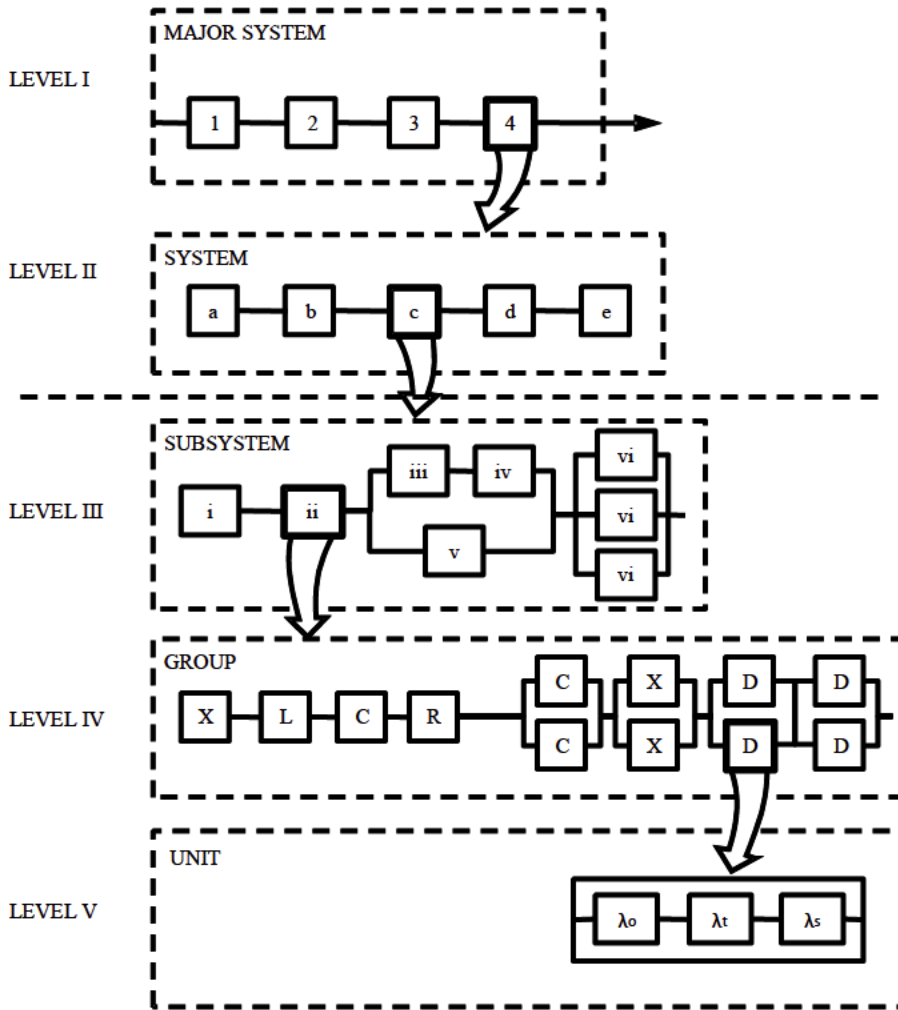 MAJOR SYSTEM
LEVEL I
1 2 3 4
SYSTEM
LEVEL II
a b c d e
SUBSYSTEM
LEVEL III
i ii iii iv v vi
vi
vi
GROUP
LEVEL IV
X L C R C X D D
C X D D
UNIT
LEVEL V
λo λt λs